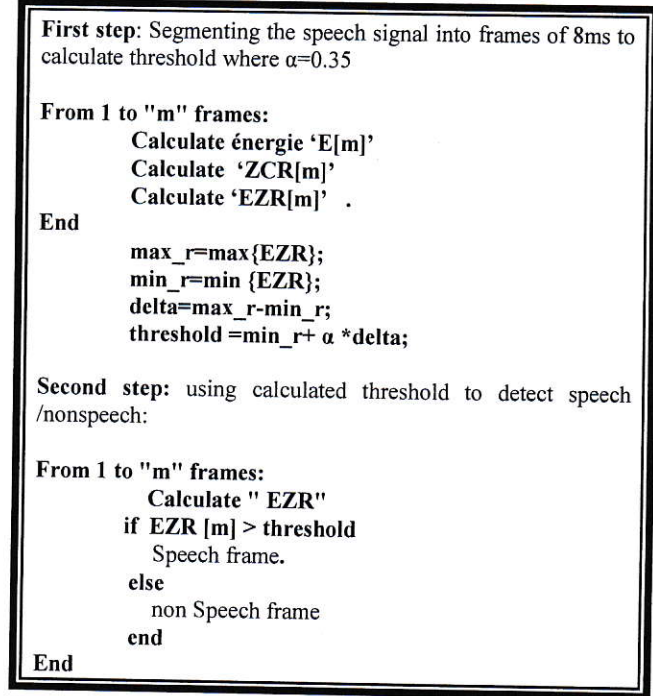 First step: Segmenting the speech signal into frames of 8ms to
calculate threshold where α=0.35
From 1 to "m" frames:
Calculate énergie ‘E[m]’
Calculate ‘ZCR[m]’
Calculate ‘EZR[m]’ .
End
max_r=max{EZR};
min_r=min {EZR};
delta=max_r-min_r;
threshold =min_r+ α *delta;
Second step: using calculated threshold to detect speech
/nonspeech:
From 1 to "m" frames:
Calculate " EZR"
if EZR [m] > threshold
Speech frame.
else
non Speech frame
end
End